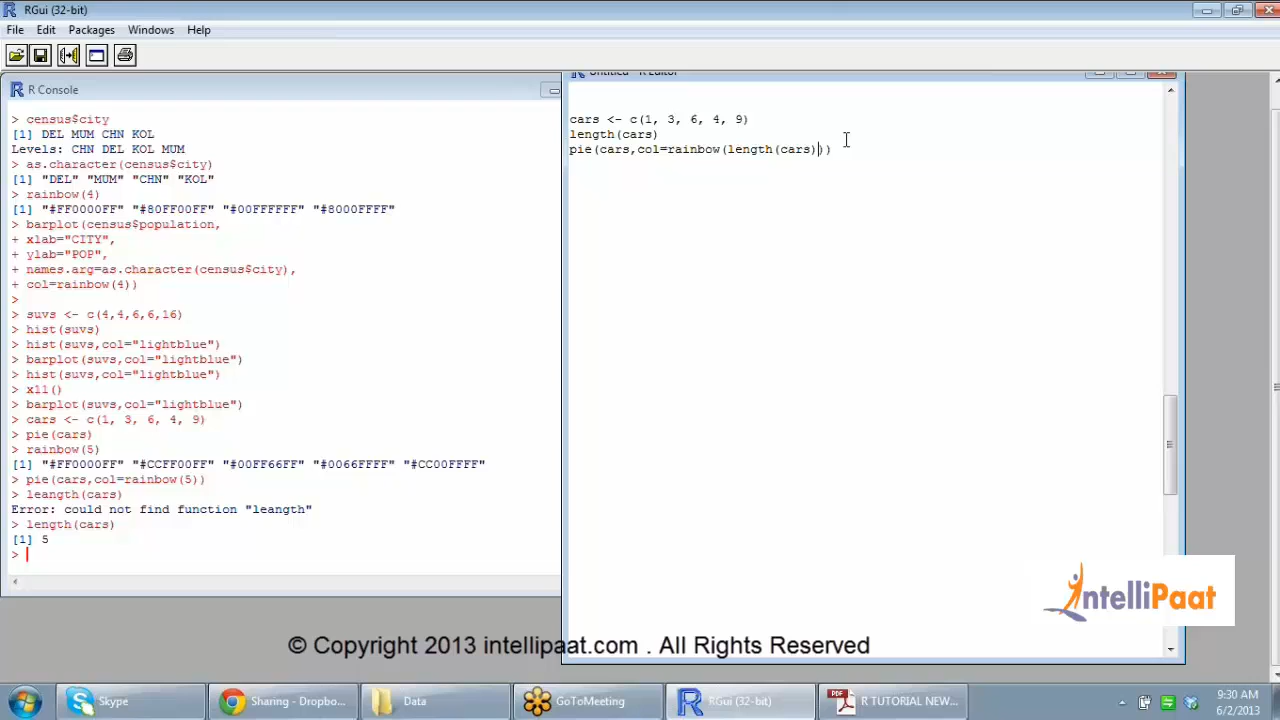 RGui (32-bit)
File Edit Packages Windows Help
R Console
> census$city
[1] DEL MUM CHN KOL
Levels: CHN DEL KOL MUM
> as.character(census$city)
[1] "DEL" "MUM" "CHN" "KOL"
> rainbow(4)
[1] "#FF0000FF" "#80FF00FF" "#00FFFFFF" "#8000FFFF"
> barplot(census$population,
+ xlab="CITY",
+ ylab="POP",
+ names.arg=as.character(census$city),
+ col=rainbow(4))
>
> suvs <- c(4,4,6,6,16)
> hist(suvs)
> hist(suvs,col="lightblue")
> barplot(suvs,col="lightblue")
> hist(suvs,col="lightblue")
> x11()
> barplot(suvs,col="lightblue")
> cars <- c(1, 3, 6, 4, 9)
> pie(cars)
> rainbow(5)
[1] "#FF0000FF" "#CCFF00FF" "#00FF66FF" "#0066FFFF" "#CC00FFFF"
> pie(cars,col=rainbow(5))
> leangth(cars)
Error: could not find function "leangth"
> length(cars)
[1] 5
>
Untitled - R Editor
cars <- c(1, 3, 6, 4, 9)
length(cars)
pie(cars,col=rainbow(length(cars)))
IntelliPaat
© Copyright 2013 intellipaat.com . All Rights Reserved
Skype
Sharing - Dropbo...
Data
GoToMeeting
RGui (32-bit)
R TUTORIAL NEW...
9:30 AM
6/2/2013